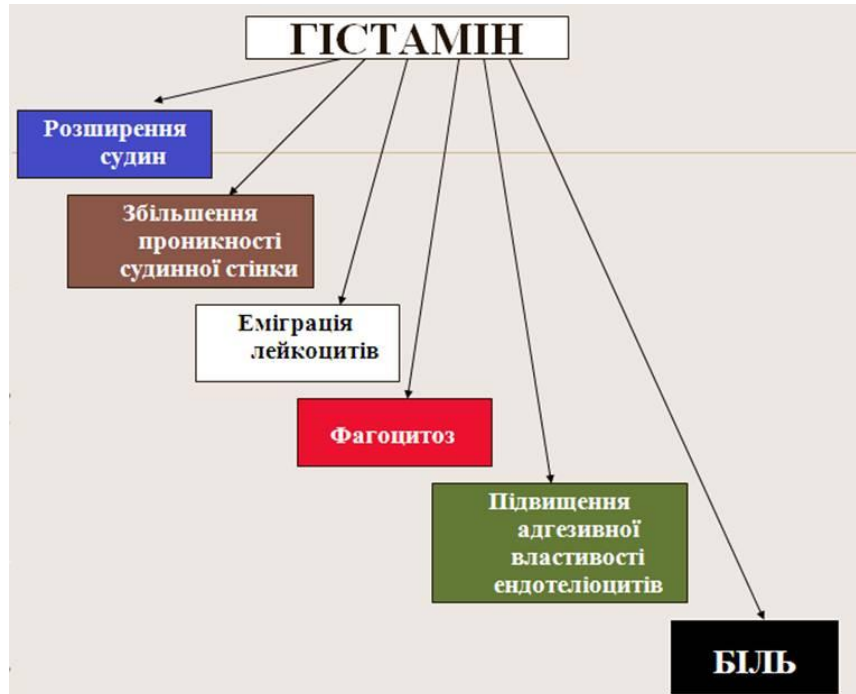 ГІСТАМІН
Розширення
судин
Збільшення
проникності
судинної стінки
Еміграція
лейкоцитів
Фагоцитоз
Підвищення
адгезивної
властивості
ендотеліоцитів
БІЛЬ